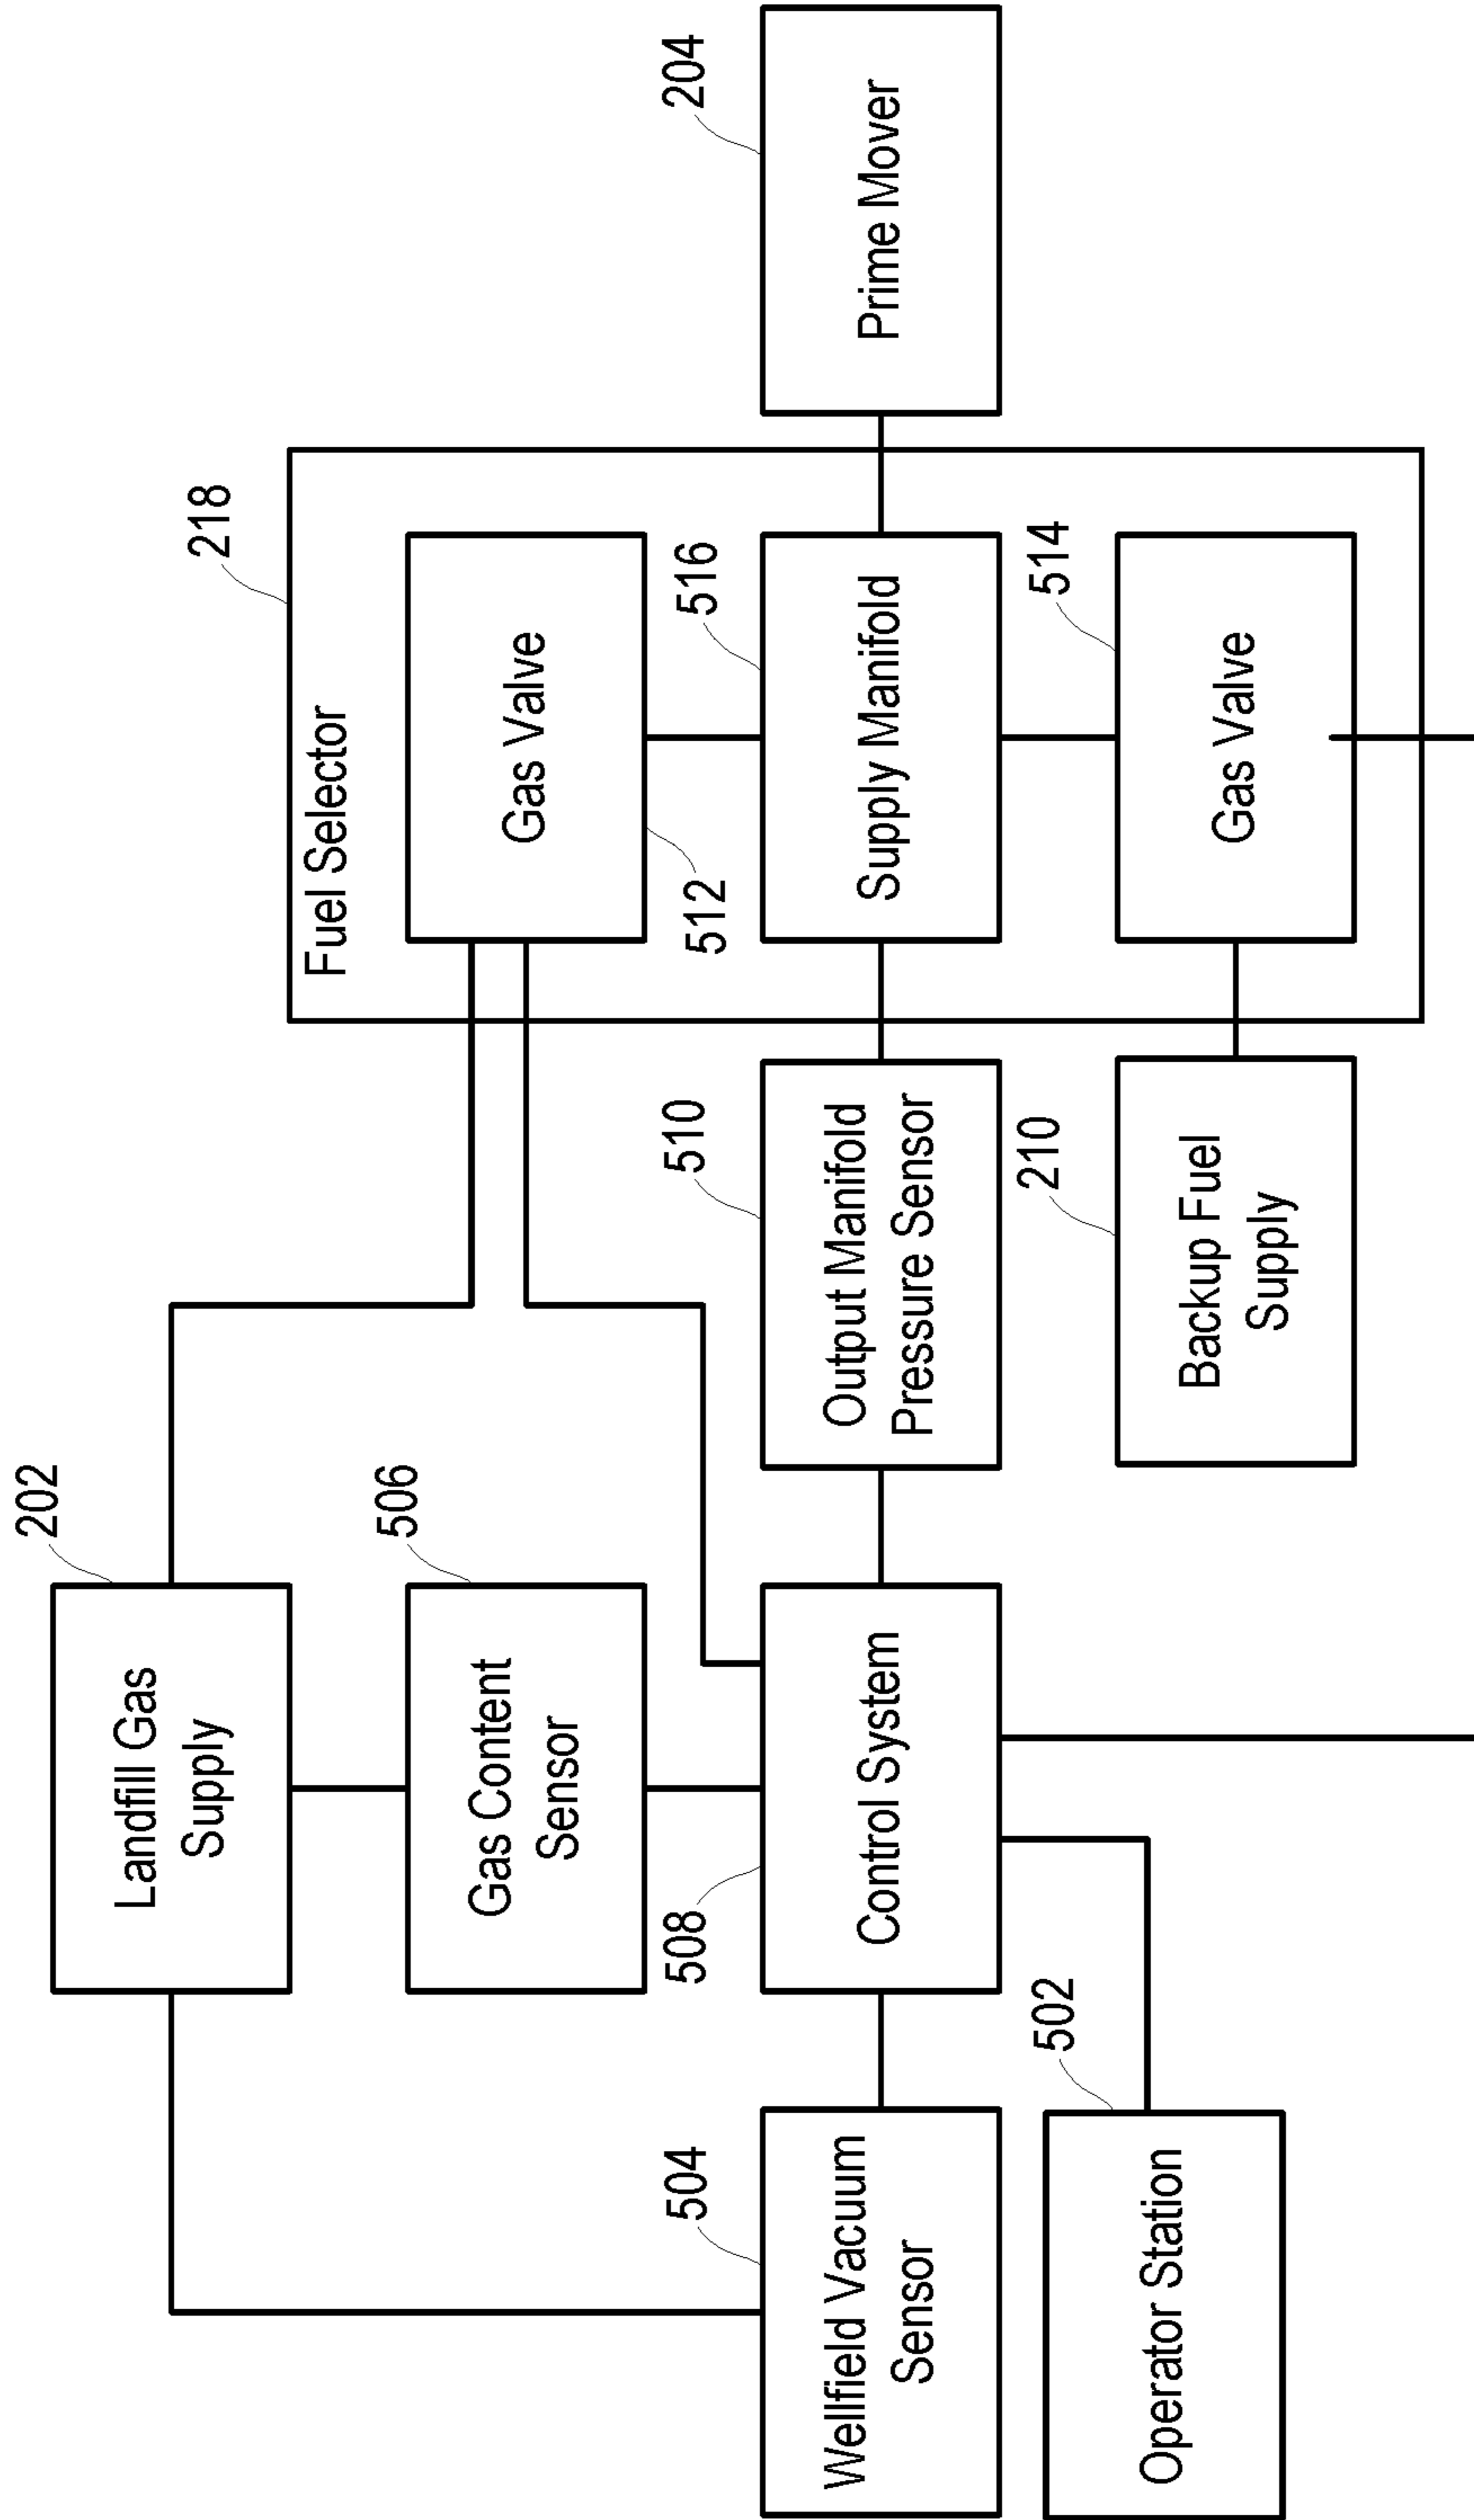 202
Landfill Gas
Supply
218
Fuel Selector
506
Gas Content
Sensor
Gas Valve
512
204
504
Wellfield Vacuum
Sensor
508
Control System
510
Output Manifold
Pressure Sensor
516
Supply Manifold
Prime Mover
502
Operator Station
210
Backup Fuel
Supply
514
Gas Valve